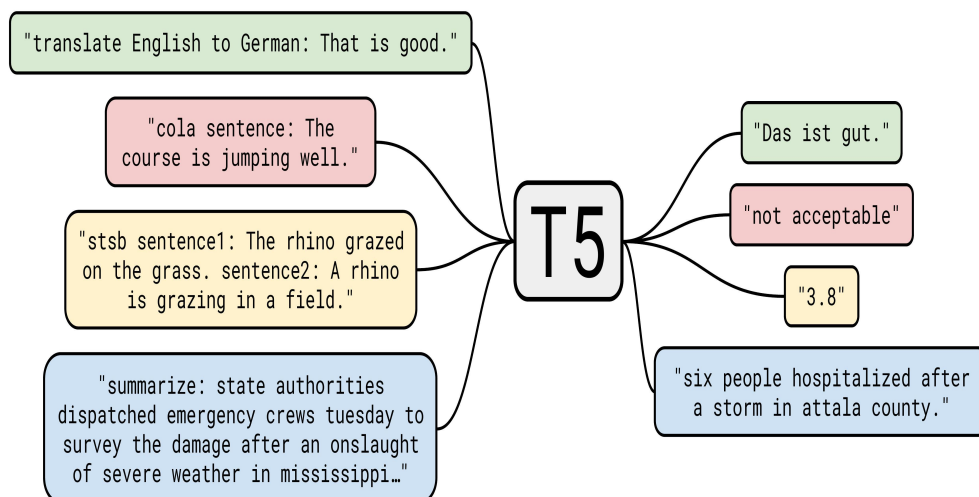 "translate English to German: That is good."
"cola sentence: The
course is jumping well."
"stsb sentence1: The rhino grazed
on the grass. sentence2: A rhino
is grazing in a field."
"summarize: state authorities
dispatched emergency crews tuesday to
survey the damage after an onslaught
of severe weather in mississippi…"
T5
"Das ist gut."
"not acceptable"
"3.8"
"six people hospitalized after
a storm in attala county."